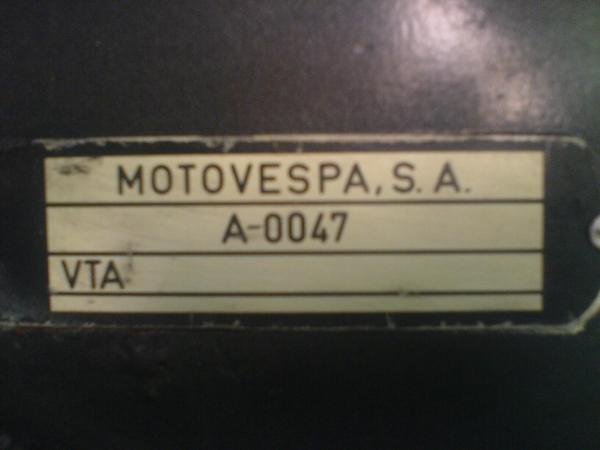 MOTOVESPA, S. A.
A-0047
VTA